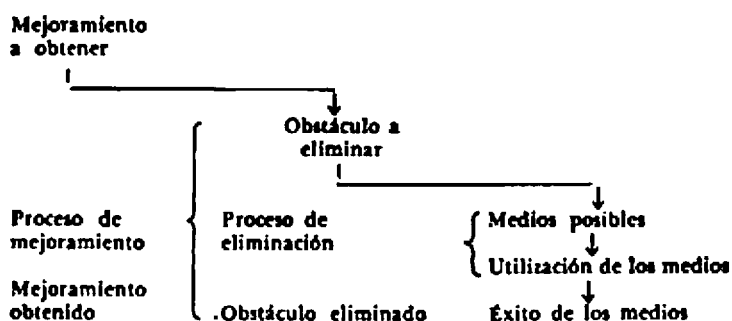 Mejoramiento
a obtener
Obstáculo a
eliminar
Proceso de
mejoramiento
Proceso de
eliminación
Medios posibles
Utilización de los medios
Mejoramiento
obtenido
.Obstáculo eliminado
Éxito de los medios